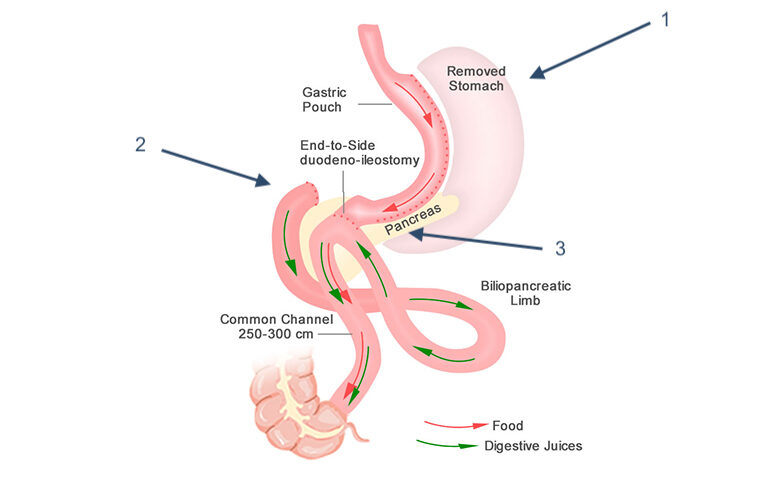 1
Removed
Stomach
Gastric
Pouch
2
End-to-Side
duodeno-ileostomy
Pancreas
3
Biliopancreatic
Limb
Common Channel
250-300 cm
Food
Digestive Juices